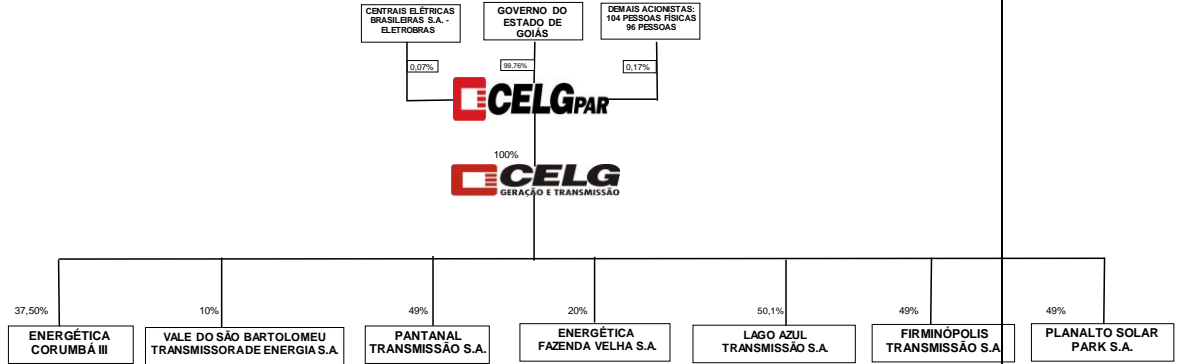 CENTRAIS ELÉTRICAS
BRASILEIRAS S.A. -
ELETROBRAS
GOVERNO DO
ESTADO DE
GOIÁS
DEMAIS ACIONISTAS:
104 PESSOAS FÍSICAS
96 PESSOAS
0,07%
99,76%
0,17%
CELGPAR
100%
CELG
GERAÇÃO E TRANSMISSÃO
37,50%
10%
49%
20%
50,1%
49%
49%
ENERGÉTICA
CORUMBÁ III
VALE DO SÃO BARTOLOMEU
TRANSMISSORA DE ENERGIA S.A.
PANTANAL
TRANSMISSÃO S.A.
ENERGÉTICA
FAZENDA VELHA S.A.
LAGO AZUL
TRANSMISSÃO S.A.
FIRMINÓPOLIS
TRANSMISSÃO S.A.
PLANALTO SOLAR
PARK S.A.